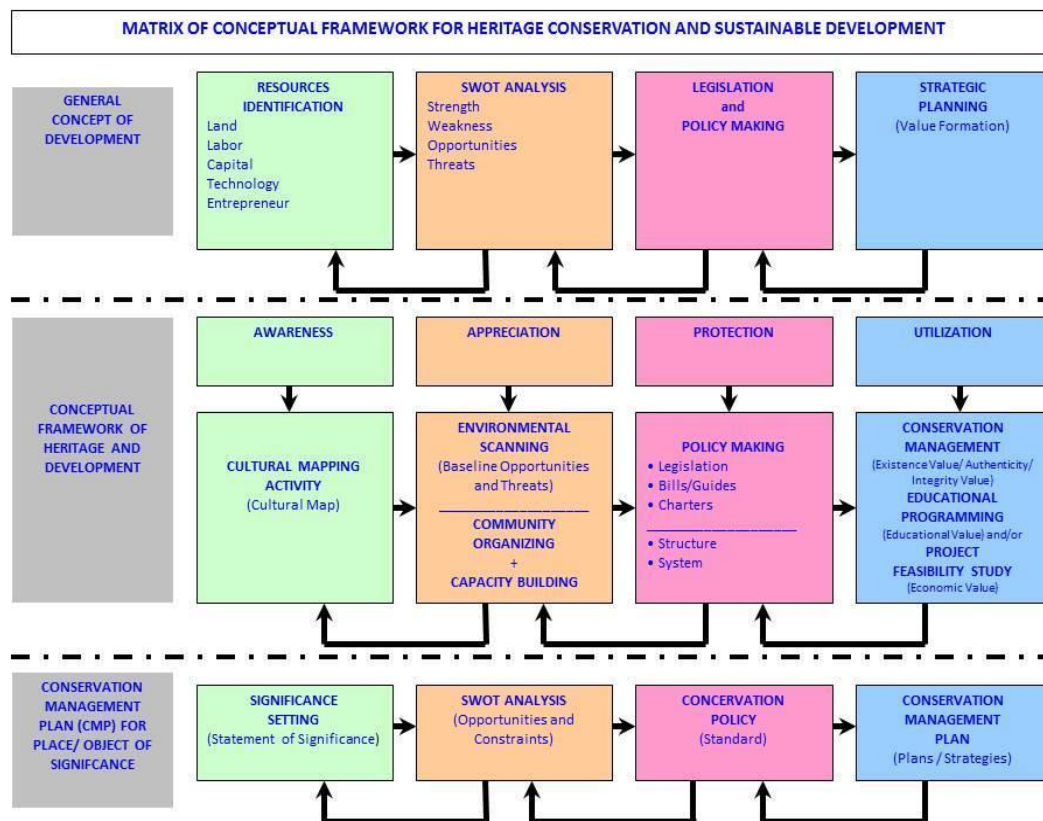 MATRIX OF CONCEPTUAL FRAMEWORK FOR HERITAGE CONSERVATION AND SUSTAINABLE DEVELOPMENT
GENERAL
CONCEPT OF
DEVELOPMENT
RESOURCES
IDENTIFICATION
Land
Labor
Capital
Technology
Entrepreneur
SWOT ANALYSIS
Strength
Weakness
Opportunities
Threats
LEGISLATION
and
POLICY MAKING
STRATEGIC
PLANNING
(Value Formation)
CONCEPTUAL
FRAMEWORK OF
HERITAGE AND
DEVELOPMENT
AWARENESS
APPRECIATION
PROTECTION
UTILIZATION
CULTURAL MAPPING
ACTIVITY
(Cultural Map)
ENVIRONMENTAL
SCANNING
(Baseline Opportunities
and Threats)
COMMUNITY
ORGANIZING
+
CAPACITY BUILDING
POLICY MAKING
• Legislation
• Bills/Guides
• Charters
• Structure
• System
CONSERVATION
MANAGEMENT
(Existence Value/ Authenticity/
Integrity Value)
EDUCATIONAL
PROGRAMMING
(Educational Value) and/or
PROJECT
FEASIBILITY STUDY
(Economic Value)
CONSERVATION
MANAGEMENT
PLAN (CMP) FOR
PLACE/ OBJECT OF
SIGNIFCANCE
SIGNIFICANCE
SETTING
(Statement of Significance)
SWOT ANALYSIS
(Opportunities and
Constraints)
CONCERVATION
POLICY
(Standard)
CONSERVATION
MANAGEMENT
PLAN
(Plans / Strategies)